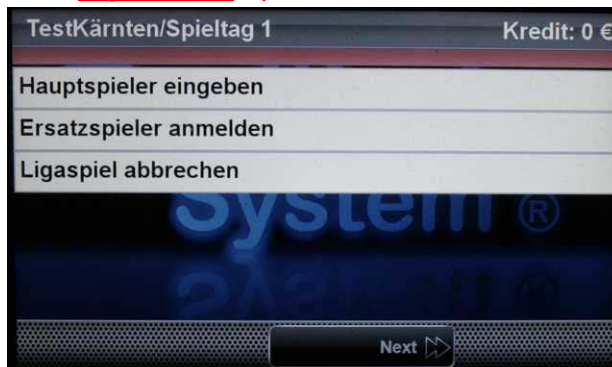 TestKärnten/Spieltag 1 Kredit: 0 €
Hauptspieler eingeben
Ersatzspieler anmelden
Ligaspiel abbrechen
System ®
Next